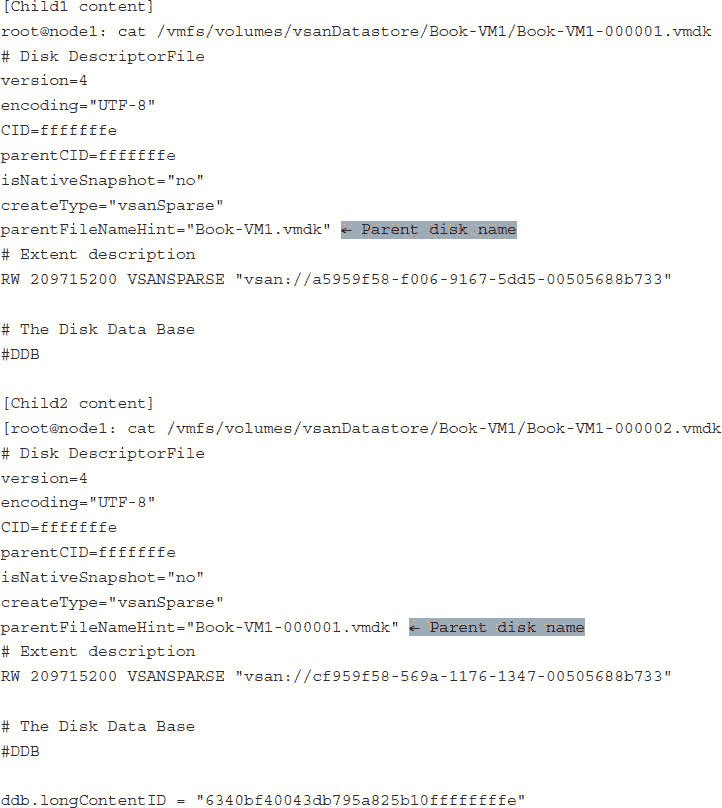 [Child1 content]
root@node1: cat /vmfs/volumes/vsanDatastore/Book-VM1/Book-VM1-000001.vmdk
# Disk DescriptorFile
version=4
encoding="UTF-8"
CID=fffffffe
parentCID=fffffffe
isNativeSnapshot="no"
createType="vsanSparse"
parentFileNameHint="Book-VM1.vmdk" ← Parent disk name
# Extent description
RW 209715200 VSANSPARSE "vsan://a5959f58-f006-9167-5dd5-00505688b733"
# The Disk Data Base
#DDB
[Child2 content]
[root@node1: cat /vmfs/volumes/vsanDatastore/Book-VM1/Book-VM1-000002.vmdk
# Disk DescriptorFile
version=4
encoding="UTF-8"
CID=fffffffe
parentCID=fffffffe
isNativeSnapshot="no"
createType="vsanSparse"
parentFileNameHint="Book-VM1-000001.vmdk" ← Parent disk name
# Extent description
RW 209715200 VSANSPARSE "vsan://cf959f58-569a-1176-1347-00505688b733"
# The Disk Data Base
#DDB
ddb.longContentID = "6340bf40043db795a825b10fffffffe"